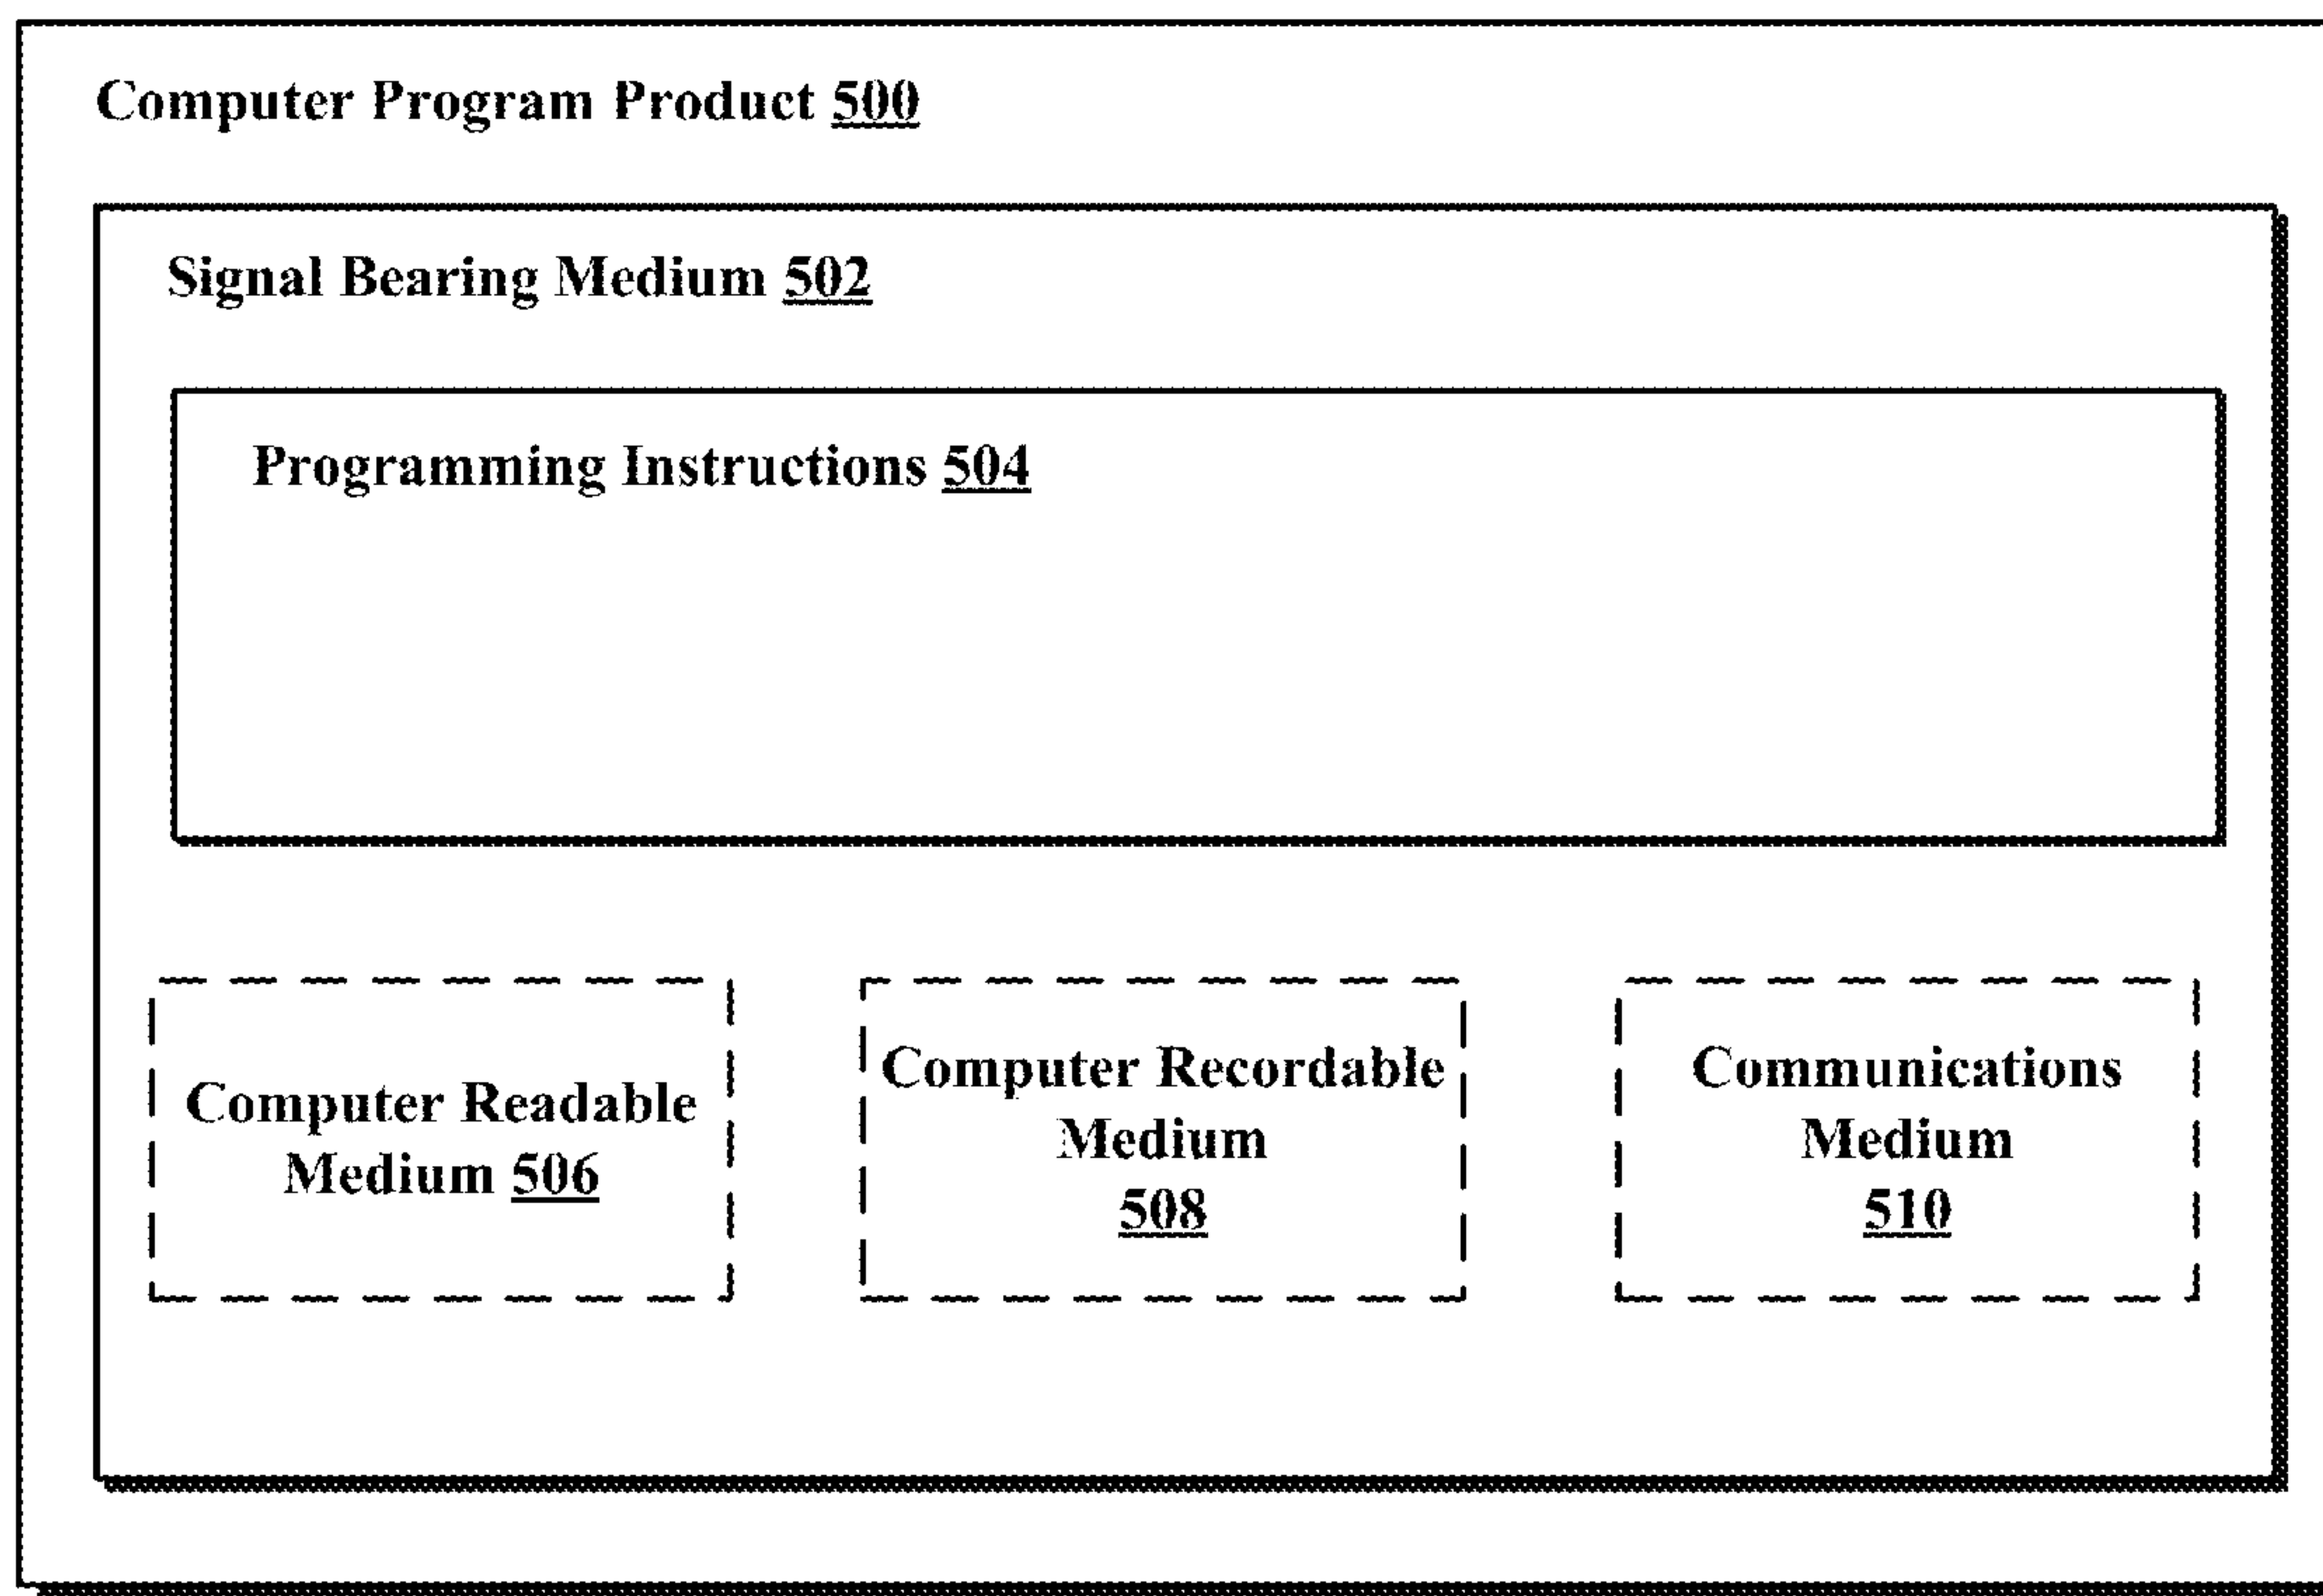 Computer Program Product 500
Signal Bearing Medium 502
Programming Instructions 504
Computer Readable
Medium 506
Computer Recordable
Medium
508
Communications
Medium
510